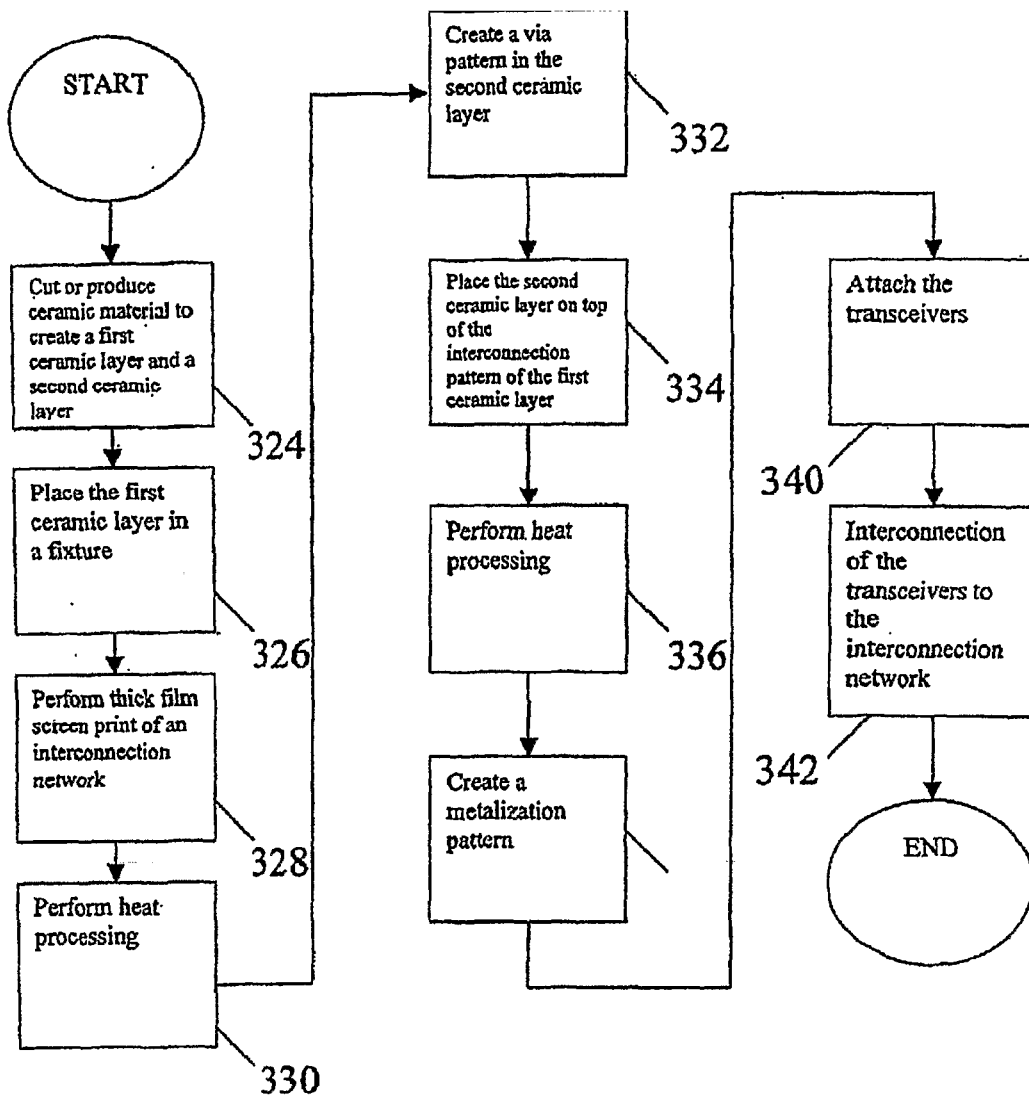 START
Cut or produce
ceramic material to
create a first
ceramic layer and a
second ceramic
layer
324
Place the first
ceramic layer in
a fixture
326
Perform thick film
screen print of an
interconnection
network
328
Perform heat
processing
330
Create a via
pattern in the
second ceramic
layer
332
Place the second
ceramic layer on top
of the
interconnection
pattern of the first
ceramic layer
334
Perform heat
processing
336
Create a
metalization
pattern
Attach the
transceivers
340
Interconnection
of the
transceivers to
the
interconnection
network
342
END